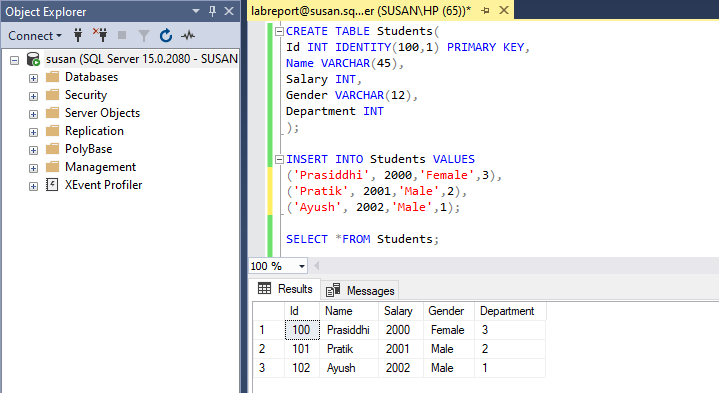 Object Explorer
Connect
susan (SQL Server 15.0.2080 - SUSAN
Databases
Security
Server Objects
Replication
PolyBase
Management
XEvent Profiler
labreport@susan.sq...er (SUSAN\HP (65))*
CREATE TABLE Students(
Id INT IDENTITY(100,1) PRIMARY KEY,
Name VARCHAR(45),
Salary INT,
Gender VARCHAR(12),
Department INT
);
INSERT INTO Students VALUES
('Prasiddhi', 2000,'Female',3),
('Pratik', 2001,'Male',2),
('Ayush', 2002,'Male',1);
SELECT *FROM Students;
100 %
Results Messages
Id Name Salary Gender Department
1 100 Prasiddhi 2000 Female 3
2 101 Pratik 2001 Male 2
3 102 Ayush 2002 Male 1